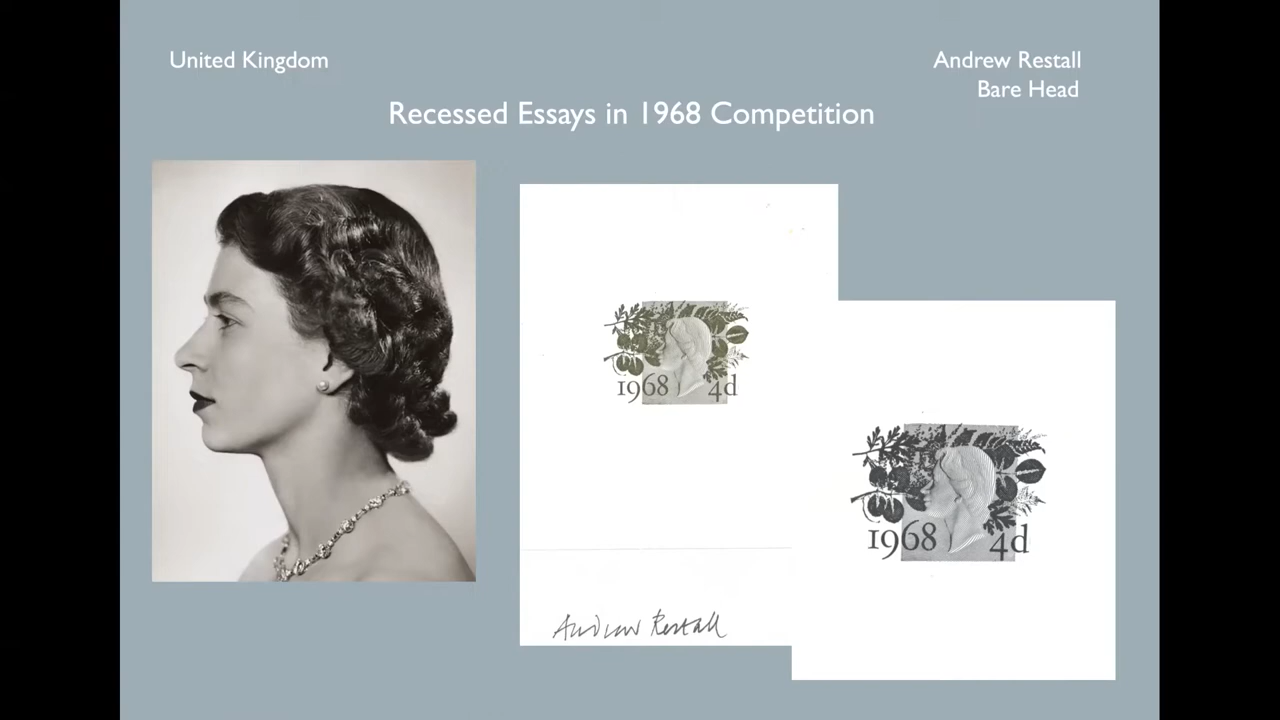 United Kingdom
Andrew Restall
Bare Head
Recessed Essays in 1968 Competition
1968 4d
Andrew Restall
1968 4d